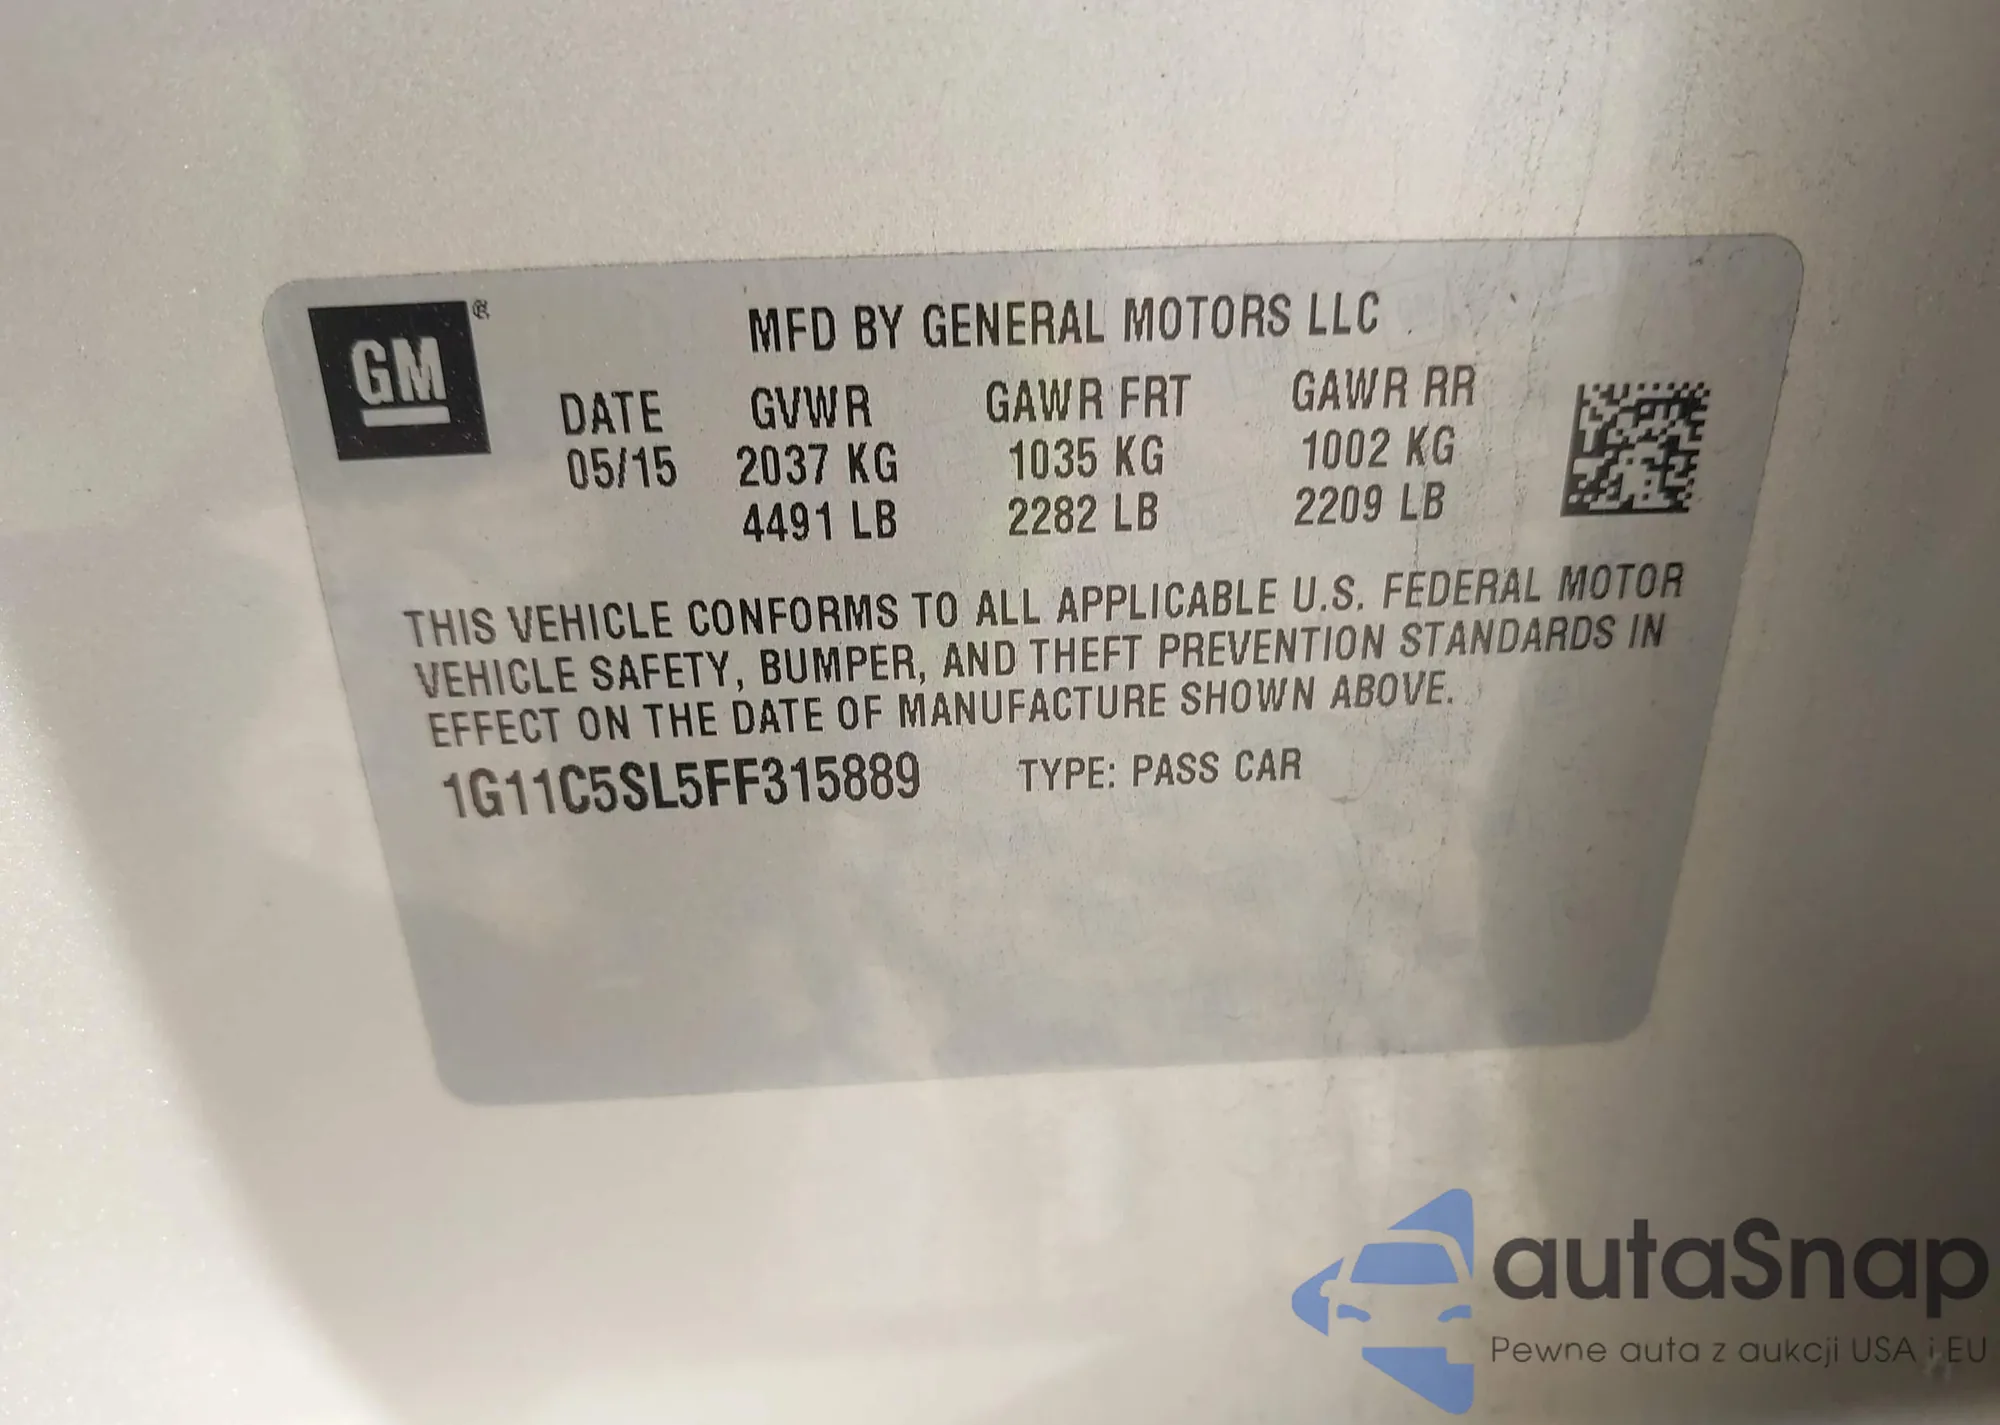 GM ®
MFD BY GENERAL MOTORS LLC
DATE GVWR GAWR FRT GAWR RR
05/15 2037 KG 1035 KG 1002 KG
4491 LB 2282 LB 2209 LB
THIS VEHICLE CONFORMS TO ALL APPLICABLE U.S. FEDERAL MOTOR
VEHICLE SAFETY, BUMPER, AND THEFT PREVENTION STANDARDS IN
EFFECT ON THE DATE OF MANUFACTURE SHOWN ABOVE.
1G11C5SL5FF315889 TYPE: PASS CAR
autaSnap
Pewne auta z aukcji USA i EU